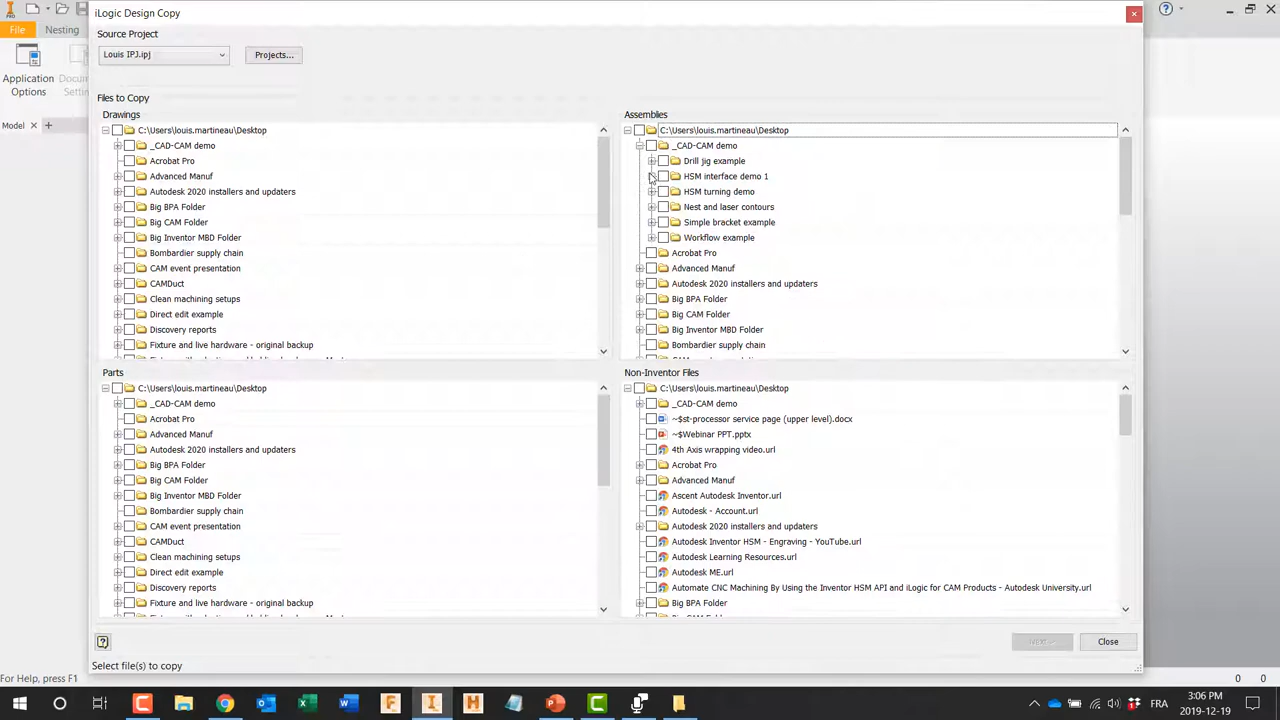 iLogic Design Copy
PRO
File
Nesting
Source Project
Louis IPJ.ipj
Projects...
Application
Options
Model
Files to Copy
Drawings
C:\Users\louis.martineau\Desktop
_CAD-CAM demo
Acrobat Pro
Advanced Manuf
Autodesk 2020 installers and updaters
Big BPA Folder
Big CAM Folder
Big Inventor MBD Folder
Bombardier supply chain
CAM event presentation
CAMDuct
Clean machining setups
Direct edit example
Discovery reports
Fixture and live hardware - original backup
Assemblies
C:\Users\louis.martineau\Desktop
_CAD-CAM demo
Drill jig example
HSM interface demo 1
HSM turning demo
Nest and laser contours
Simple bracket example
Workflow example
Acrobat Pro
Advanced Manuf
Autodesk 2020 installers and updaters
Big BPA Folder
Big CAM Folder
Big Inventor MBD Folder
Bombardier supply chain
Parts
C:\Users\louis.martineau\Desktop
_CAD-CAM demo
Acrobat Pro
Advanced Manuf
Autodesk 2020 installers and updaters
Big BPA Folder
Big CAM Folder
Big Inventor MBD Folder
Bombardier supply chain
CAM event presentation
CAMDuct
Clean machining setups
Direct edit example
Discovery reports
Fixture and live hardware - original backup
Non-Inventor Files
C:\Users\louis.martineau\Desktop
_CAD-CAM demo
~$st-processor service page (upper level).docx
~$Webinar PPT.pptx
4th Axis wrapping video.url
Acrobat Pro
Advanced Manuf
Ascent Autodesk Inventor.url
Autodesk - Account.url
Autodesk 2020 installers and updaters
Autodesk Inventor HSM - Engraving - YouTube.url
Autodesk Learning Resources.url
Autodesk ME.url
Automate CNC Machining By Using the Inventor HSM API and iLogic for CAM Products - Autodesk University.url
Big BPA Folder
Next >
Close
Select file(s) to copy
For Help, press F1
0 0
FRA
3:06 PM
2019-12-19